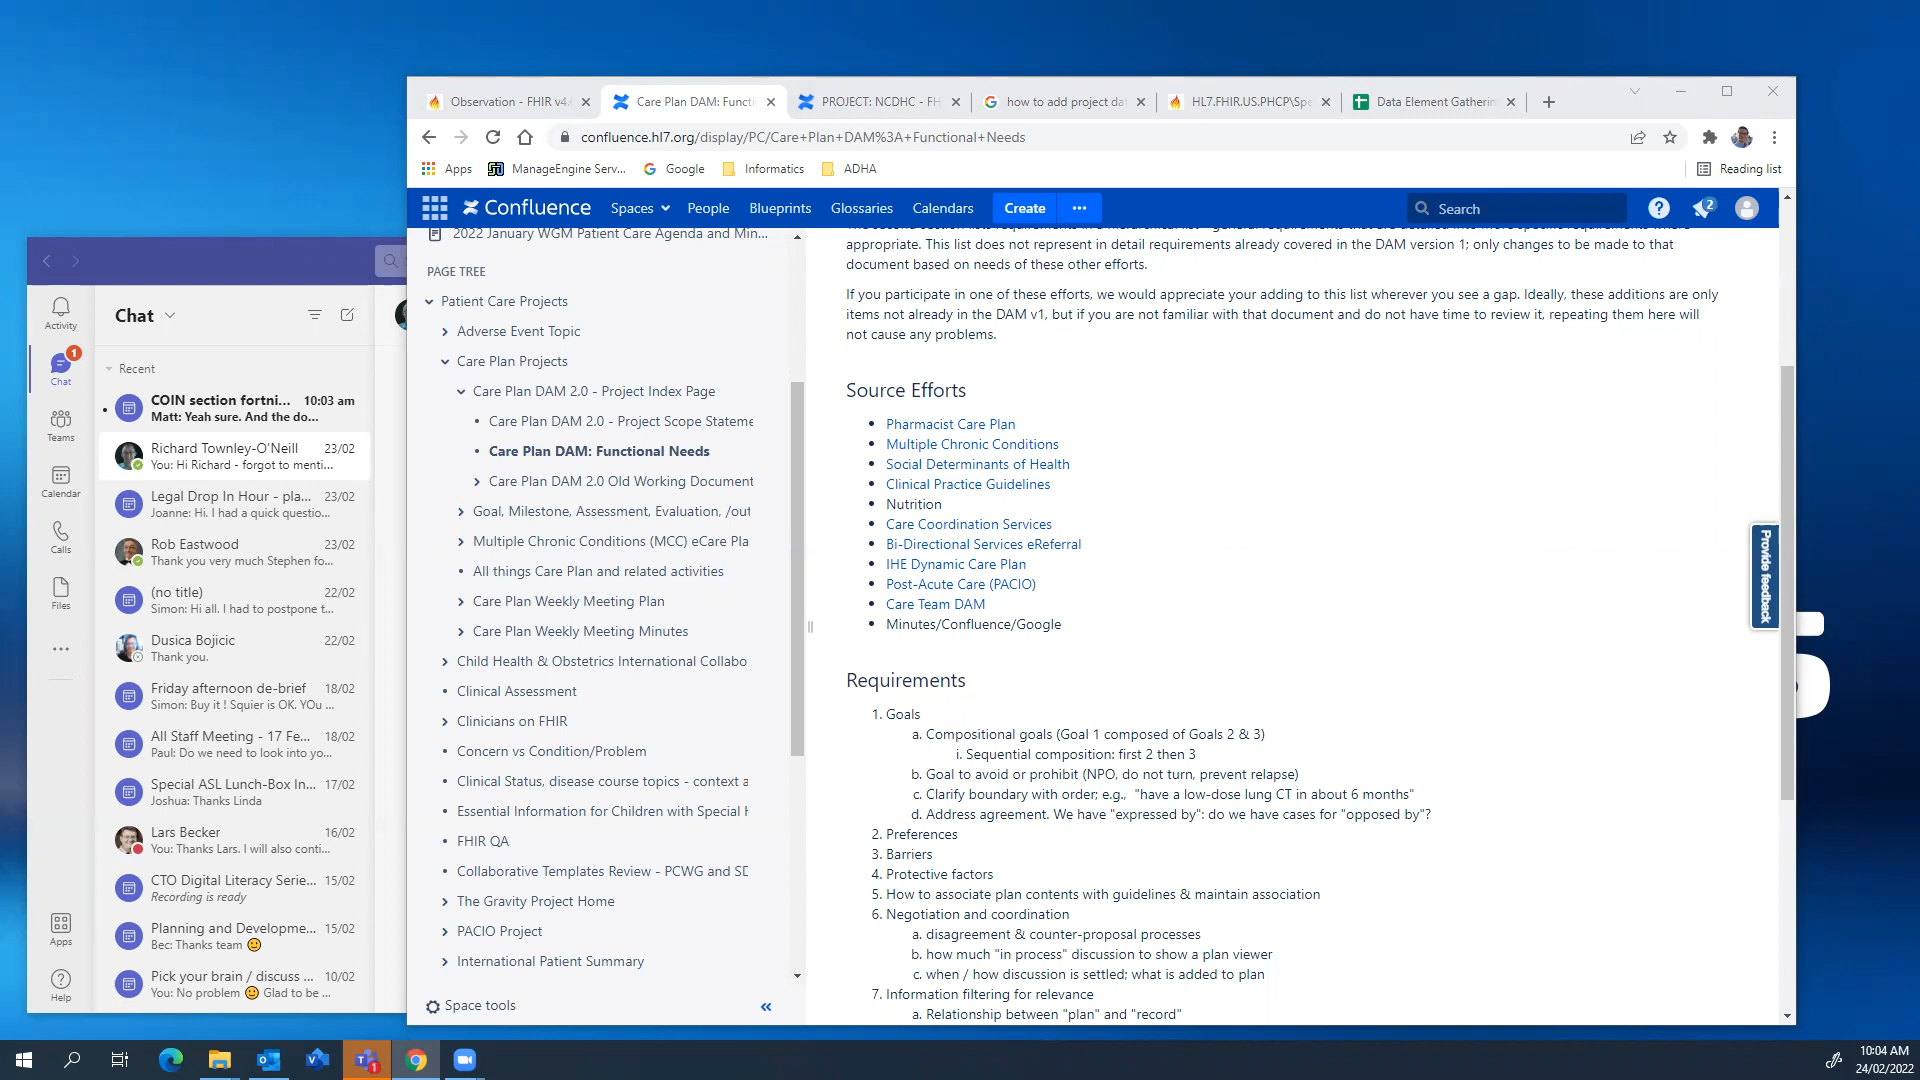 Observation - FHIR v4.
Care Plan DAM: Functi
PROJECT: NCDHC - FH
how to add project da
HL7.FHIR.US.PHCP\Spe
Data Element Gatherin
confluence.hl7.org/display/PC/Care+Plan+DAM%3A+Functional+Needs
Apps
ManageEngine Serv...
Google
Informatics
ADHA
Reading list
Confluence
Spaces
People
Blueprints
Glossaries
Calendars
Create
Search
2
2022 January WGM Patient Care Agenda and Min...
PAGE TREE
Patient Care Projects
Adverse Event Topic
Care Plan Projects
Care Plan DAM 2.0 - Project Index Page
Care Plan DAM 2.0 - Project Scope Stateme
Care Plan DAM: Functional Needs
Care Plan DAM 2.0 Old Working Document
Goal, Milestone, Assessment, Evaluation, /out
Multiple Chronic Conditions (MCC) eCare Pla
All things Care Plan and related activities
Care Plan Weekly Meeting Plan
Care Plan Weekly Meeting Minutes
Child Health & Obstetrics International Collabo
Clinical Assessment
Clinicians on FHIR
Concern vs Condition/Problem
Clinical Status, disease course topics - context a
Essential Information for Children with Special H
FHIR QA
Collaborative Templates Review - PCWG and SD
The Gravity Project Home
PACIO Project
International Patient Summary
Space tools
The second section lists requirements in a hierarchical list - general requirements that are detailed into more specific requirements where
appropriate. This list does not represent in detail requirements already covered in the DAM version 1; only changes to be made to that
document based on needs of these other efforts.
If you participate in one of these efforts, we would appreciate your adding to this list wherever you see a gap. Ideally, these additions are only
items not already in the DAM v1, but if you are not familiar with that document and do not have time to review it, repeating them here will
not cause any problems.
Source Efforts
Pharmacist Care Plan
Multiple Chronic Conditions
Social Determinants of Health
Clinical Practice Guidelines
Nutrition
Care Coordination Services
Bi-Directional Services eReferral
IHE Dynamic Care Plan
Post-Acute Care (PACIO)
Care Team DAM
Minutes/Confluence/Google
Requirements
1. Goals
a. Compositional goals (Goal 1 composed of Goals 2 & 3)
i. Sequential composition: first 2 then 3
b. Goal to avoid or prohibit (NPO, do not turn, prevent relapse)
c. Clarify boundary with order; e.g., "have a low-dose lung CT in about 6 months"
d. Address agreement. We have "expressed by": do we have cases for "opposed by"?
2. Preferences
3. Barriers
4. Protective factors
5. How to associate plan contents with guidelines & maintain association
6. Negotiation and coordination
a. disagreement & counter-proposal processes
b. how much "in process" discussion to show a plan viewer
c. when / how discussion is settled; what is added to plan
7. Information filtering for relevance
a. Relationship between "plan" and "record"
Provide feedback
Activity
Chat
1
Teams
Calendar
Calls
Files
Apps
Help
Chat
Recent
COIN section fortni... 10:03 am
Matt: Yeah sure. And the do...
Richard Townley-O'Neill 23/02
You: Hi Richard - forgot to menti...
Legal Drop In Hour - pla... 23/02
Joanne: Hi. I had a quick questio...
Rob Eastwood 23/02
Thank you very much Stephen fo...
(no title) 22/02
Simon: Hi all. I had to postpone t...
Dusica Bojicic 22/02
Thank you.
Friday afternoon de-brief 18/02
Simon: Buy it ! Squier is OK. YOu ...
All Staff Meeting - 17 Fe... 18/02
Paul: Do we need to look into yo...
Special ASL Lunch-Box In... 17/02
Joshua: Thanks Linda
Lars Becker 16/02
You: Thanks Lars. I will also conti...
CTO Digital Literacy Serie... 15/02
Recording is ready
Planning and Developme... 15/02
Bec: Thanks team 🙂
Pick your brain / discuss ... 10/02
You: No problem 🙂 Glad to be ...
1
10:04 AM
24/02/2022